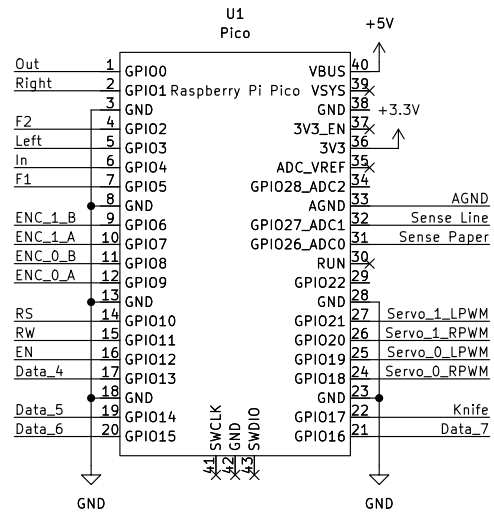 U1
Pico
Raspberry Pi Pico
Out 1 GPIO0
Right 2 GPIO1
3 GND
F2 4 GPIO2
Left 5 GPIO3
In 6 GPIO4
F1 7 GPIO5
8 GND
ENC_1_B 9 GPIO6
ENC_1_A 10 GPIO7
ENC_0_B 11 GPIO8
ENC_0_A 12 GPIO9
13 GND
RS 14 GPIO10
RW 15 GPIO11
EN 16 GPIO12
Data_4 17 GPIO13
18 GND
Data_5 19 GPIO14
Data_6 20 GPIO15
GND
+5V
VBUS 40
VSYS 39
GND 38
+3.3V
3V3_EN 37
3V3 36
ADC_VREF 35
GPIO28_ADC2 34
AGND 33 AGND
GPIO27_ADC1 32 Sense Line
GPIO26_ADC0 31 Sense Paper
RUN 30
GPIO22 29
GND 28
GPIO21 27 Servo_1_LPWM
GPIO20 26 Servo_1_RPWM
GPIO19 25 Servo_0_LPWM
GPIO18 24 Servo_0_RPWM
GND 23
GPIO17 22 Knife
GPIO16 21 Data_7
GND
SWCLK 41
GND 42
SWDIO 43